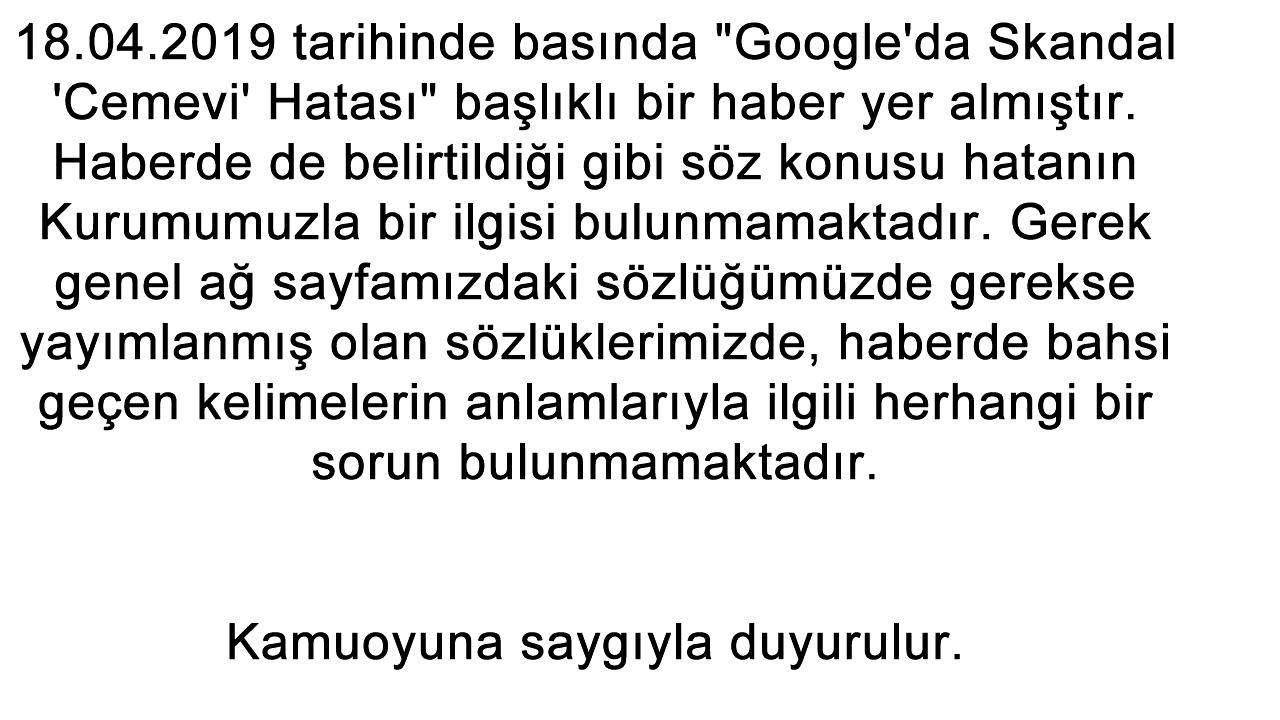 18.04.2019 tarihinde basında "Google'da Skandal
'Cemevi' Hatası" başlıklı bir haber yer almıştır.
Haberde de belirtildiği gibi söz konusu hatanın
Kurumumuzla bir ilgisi bulunmamaktadır. Gerek
genel ağ sayfamızdaki sözlüğümüzde gerekse
yayımlanmış olan sözlüklerimizde, haberde bahsi
geçen kelimelerin anlamlarıyla ilgili herhangi bir
sorun bulunmamaktadır.
Kamuoyuna saygıyla duyurulur.